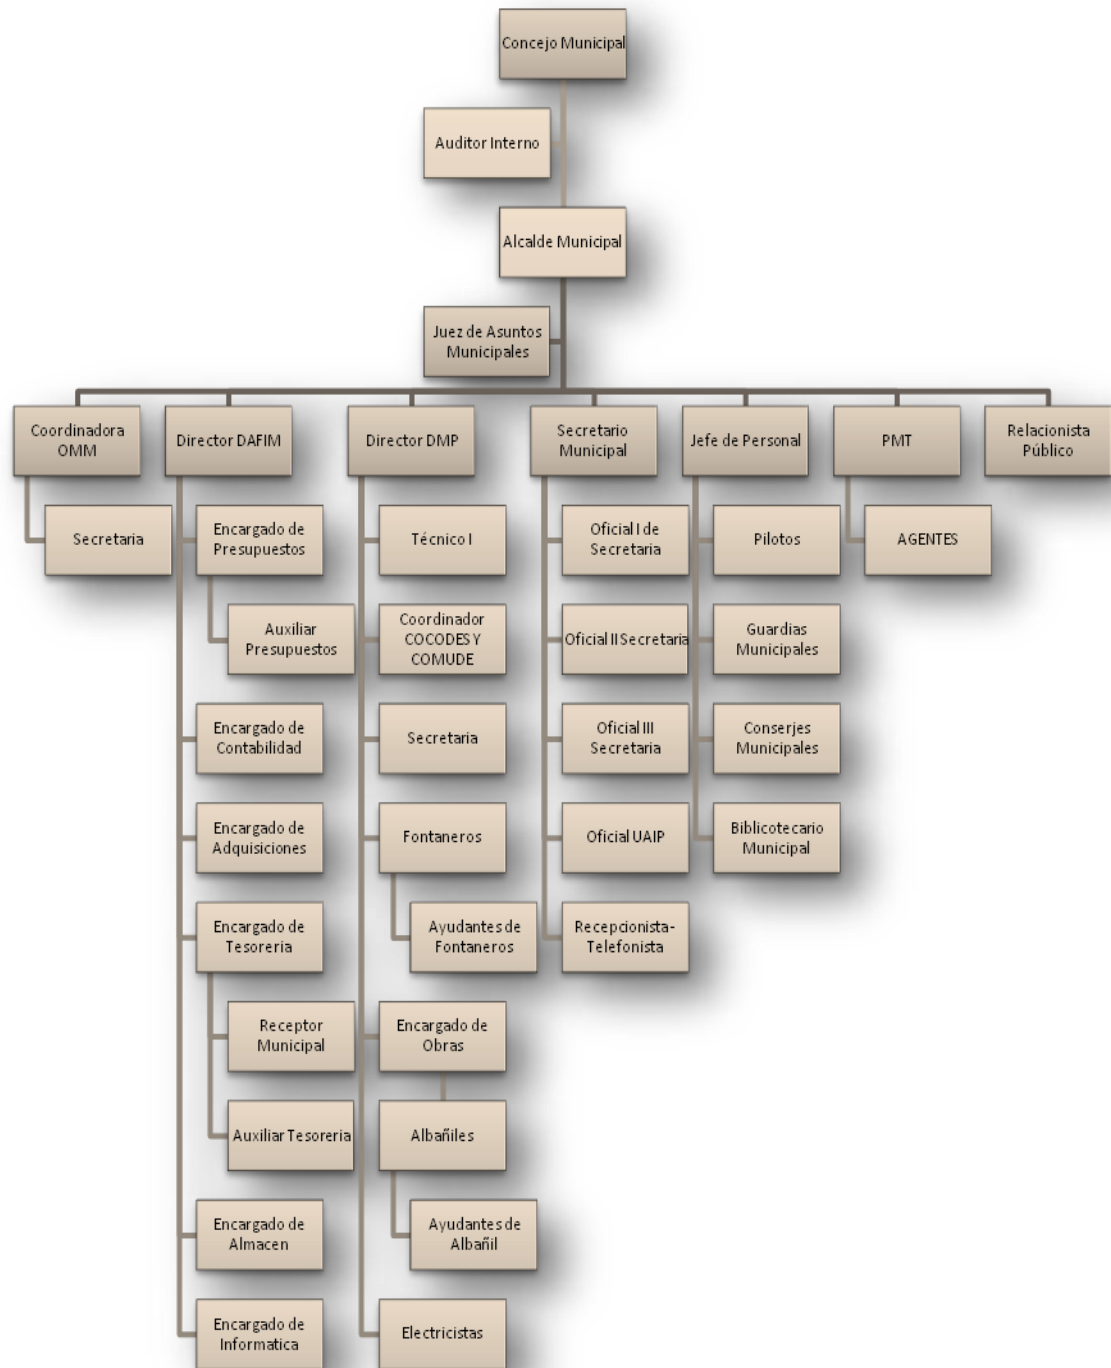 Concejo Municipal
Auditor Interno
Alcalde Municipal
Juez de Asuntos
Municipales
Coordinadora
OMM
Director DAFIM
Director DMP
Secretario
Municipal
Jefe de Personal
PMT
Relacionista
Público
Secretaria
Encargado de
Presupuestos
Técnico I
Oficial I de
Secretaria
Pilotos
AGENTES
Auxiliar
Presupuestos
Coordinador
COCODES Y
COMUDE
Oficial II Secretaria
Guardias
Municipales
Encargado de
Contabilidad
Secretaria
Oficial III
Secretaria
Conserjes
Municipales
Encargado de
Adquisiciones
Fontaneros
Oficial UAIP
Biblicotecario
Municipal
Encargado de
Tesoreria
Ayudantes de
Fontaneros
Recepcionista-
Telefonista
Receptor
Municipal
Encargado de
Obras
Auxiliar Tesoreria
Albañiles
Encargado de
Almacen
Ayudantes de
Albañil
Encargado de
Informatica
Electricistas